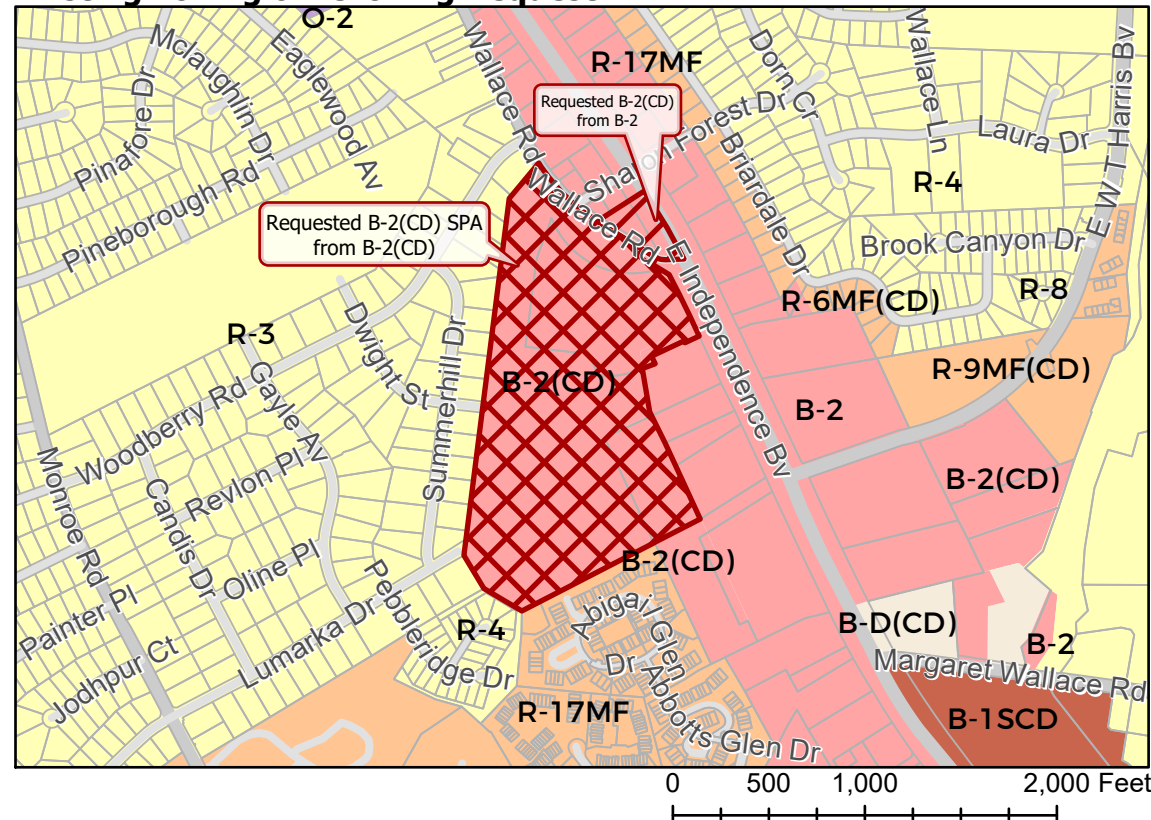 O-2
Mclaughlin Dr
Eaglewood Av
Pinafore Dr
Pineborough Rd
Wallace Rd
R-17MF
Requested B-2(CD)
from B-2
Sharon Forest Dr
Dorn Cr
Wallace Ln
Laura Dr
E W T Harris Bv
Briardale Dr
R-4
Wallace Rd
Requested B-2(CD) SPA
from B-2(CD)
Brook Canyon Dr
E Independence Bv
R-6MF(CD)
R-8
R-3
Dwight St
Summerhill Dr
Gayle Av
Woodberry Rd
B-2(CD)
R-9MF(CD)
B-2
Monroe Rd
Revlon Pl
Candis Dr
B-2(CD)
Oline Pl
B-2(CD)
Painter Pl
Pebbleridge Dr
Lumarka Dr
Jodhpur Ct
R-4
Abigail Glen
Dr
Abbotts Glen Dr
B-D(CD)
B-2
Margaret Wallace Rd
R-17MF
B-1SCD
0 500 1,000 2,000 Feet